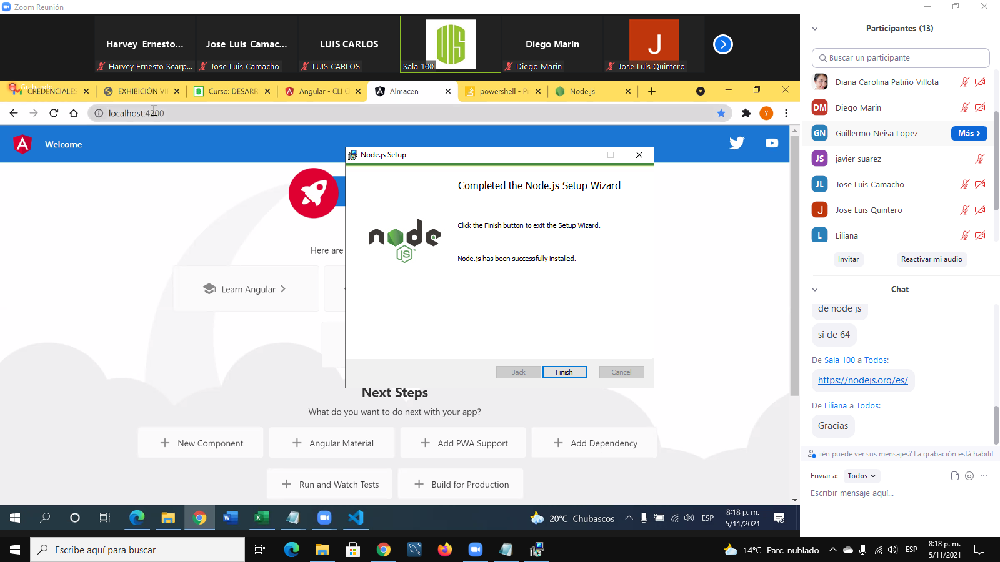 Zoom Reunión
Harvey Ernesto...
Jose Luis Camac...
LUIS CARLOS
Diego Marin
J
Harvey Ernesto Scarp...
Jose Luis Camacho
LUIS CARLOS
Sala 100
Diego Marin
Jose Luis Quintero
Grabando
CREDENCIALES
EXHIBICIÓN VI
Curso: DESARR
Angular - CLI O
Almacen
powershell - P
Node.js
localhost:4200
y
Welcome
Node.js Setup
Completed the Node.js Setup Wizard
Click the Finish button to exit the Setup Wizard.
node
JS
Node.js has been successfully installed.
Back
Finish
Cancel
Here are
Learn Angular
Next Steps
What do you want to do next with your app?
New Component
Angular Material
Add PWA Support
Add Dependency
Run and Watch Tests
Build for Production
20°C Chubascos
ESP
8:18 p. m.
5/11/2021
Participantes (13)
Buscar un participante
Diana Carolina Patiño Villota
DM
Diego Marin
GN
Guillermo Neisa Lopez
Más
JS
javier suarez
JL
Jose Luis Camacho
J
Jose Luis Quintero
L
Liliana
Invitar
Reactivar mi audio
Chat
de node js
si de 64
De Sala 100 a Todos:
https://nodejs.org/es/
De Liliana a Todos:
Gracias
ién puede ver sus mensajes? La grabación está habilit
Enviar a:
Todos
Escribir mensaje aquí...
Escribe aquí para buscar
14°C Parc. nublado
ESP
8:18 p. m.
5/11/2021